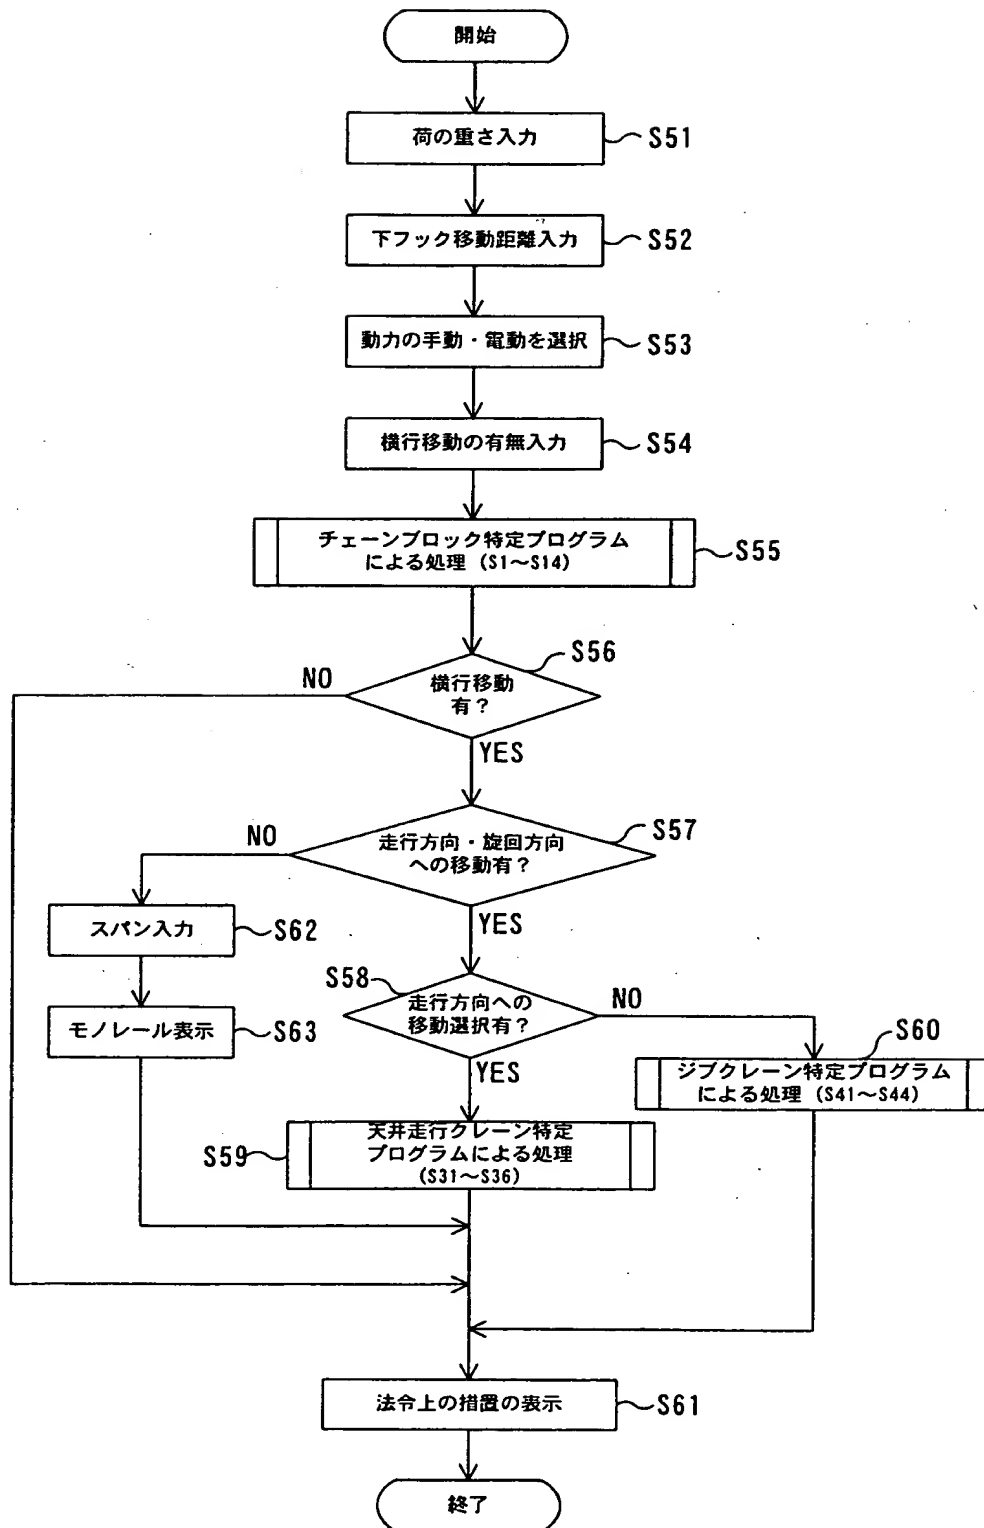 開始
荷の重さ入力
S51
下フック移動距離入力
S52
動力の手動・電動を選択
S53
横行移動の有無入力
S54
チェーンブロック特定プログラム
による処理（S1～S14）
S55
S56
横行移動
有？
NO
YES
S57
走行方向・旋回方向
への移動有？
NO
YES
スパン入力
S62
モノレール表示
S63
S58
走行方向への
移動選択有？
NO
YES
S60
ジブクレーン特定プログラム
による処理（S41～S44）
S59
天井走行クレーン特定
プログラムによる処理
（S31～S36）
法令上の措置の表示
S61
終了